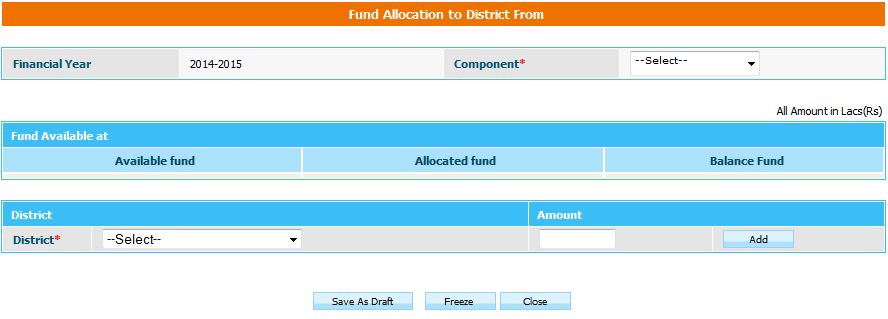 Fund Allocation to District From
Financial Year 2014-2015 Component* --Select--
All Amount in Lacs(Rs)
Fund Available at
Available fund Allocated fund Balance Fund
District Amount
District* --Select-- Add
Save As Draft Freeze Close